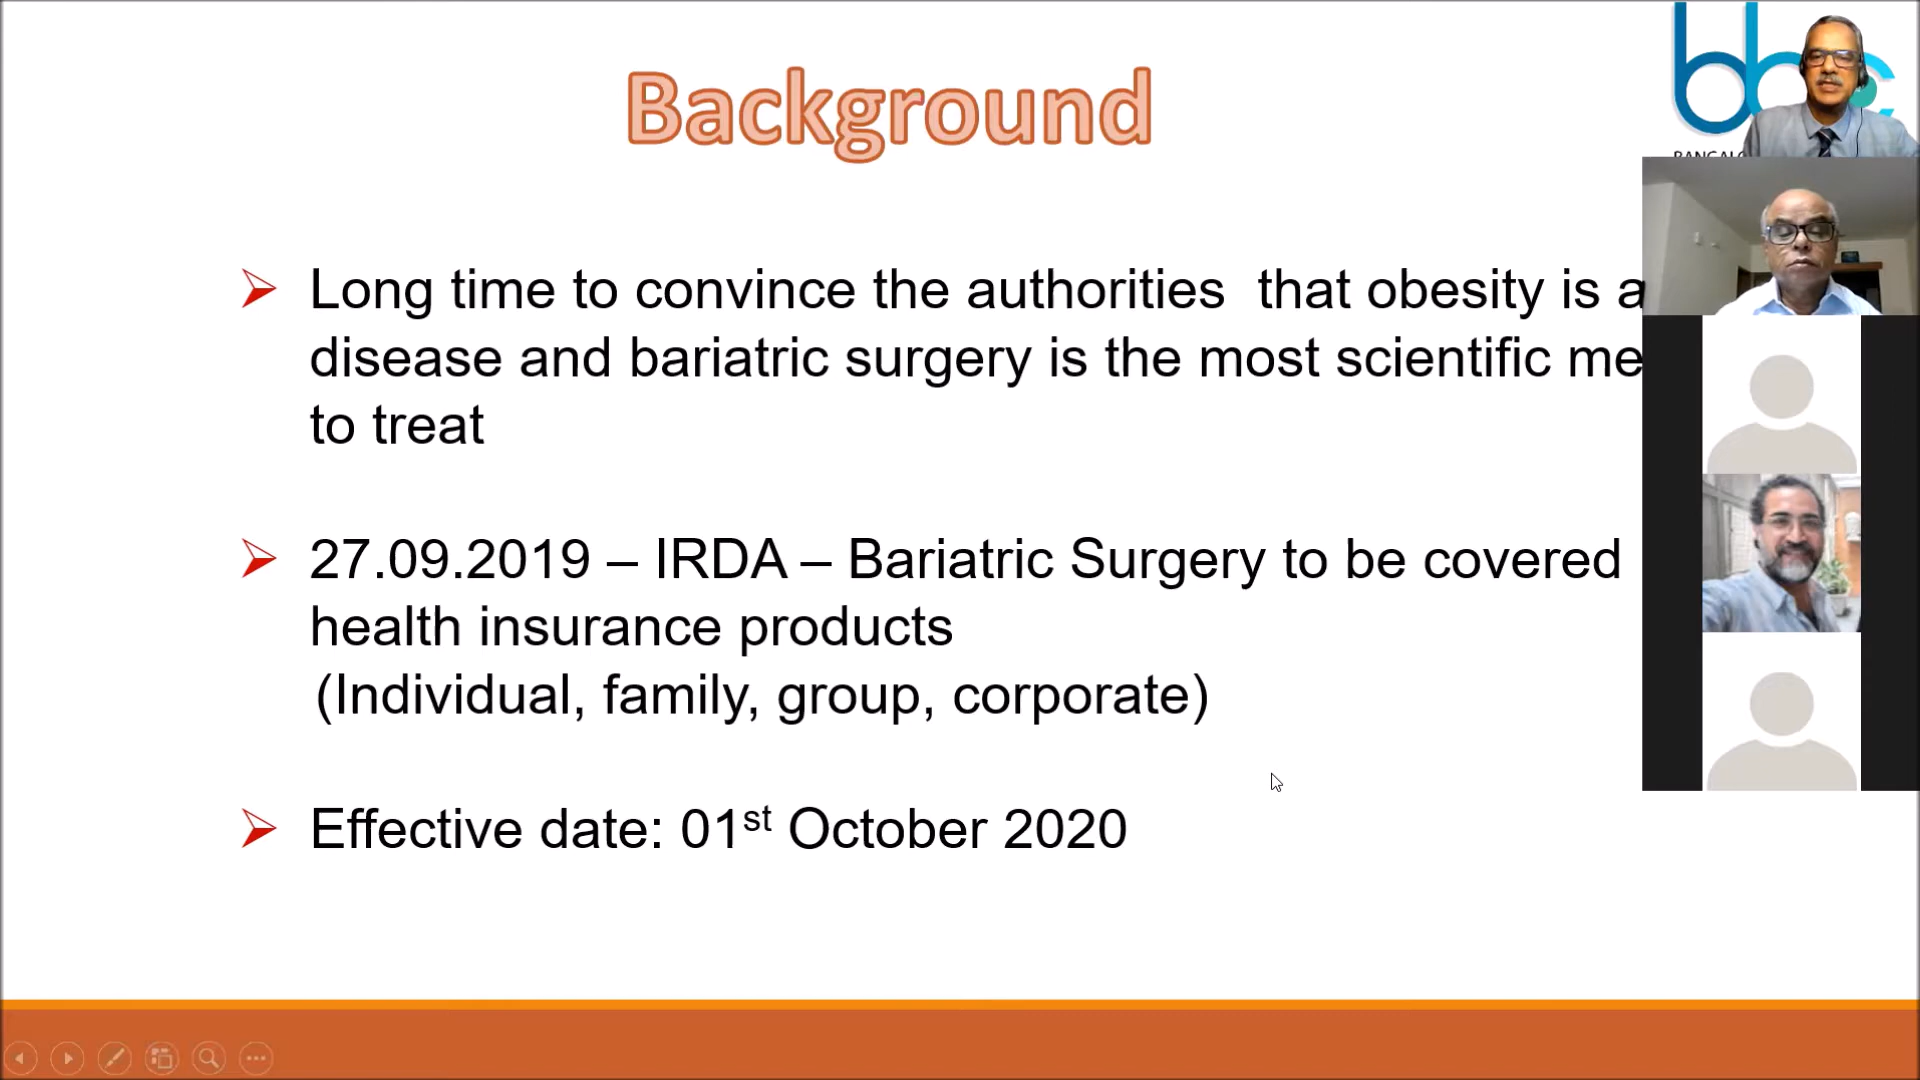 Background
Long time to convince the authorities that obesity is a
disease and bariatric surgery is the most scientific
to treat
27.09.2019 – IRDA – Bariatric Surgery to be covered
health insurance products
(Individual, family, group, corporate)
Effective date: 01st October 2020